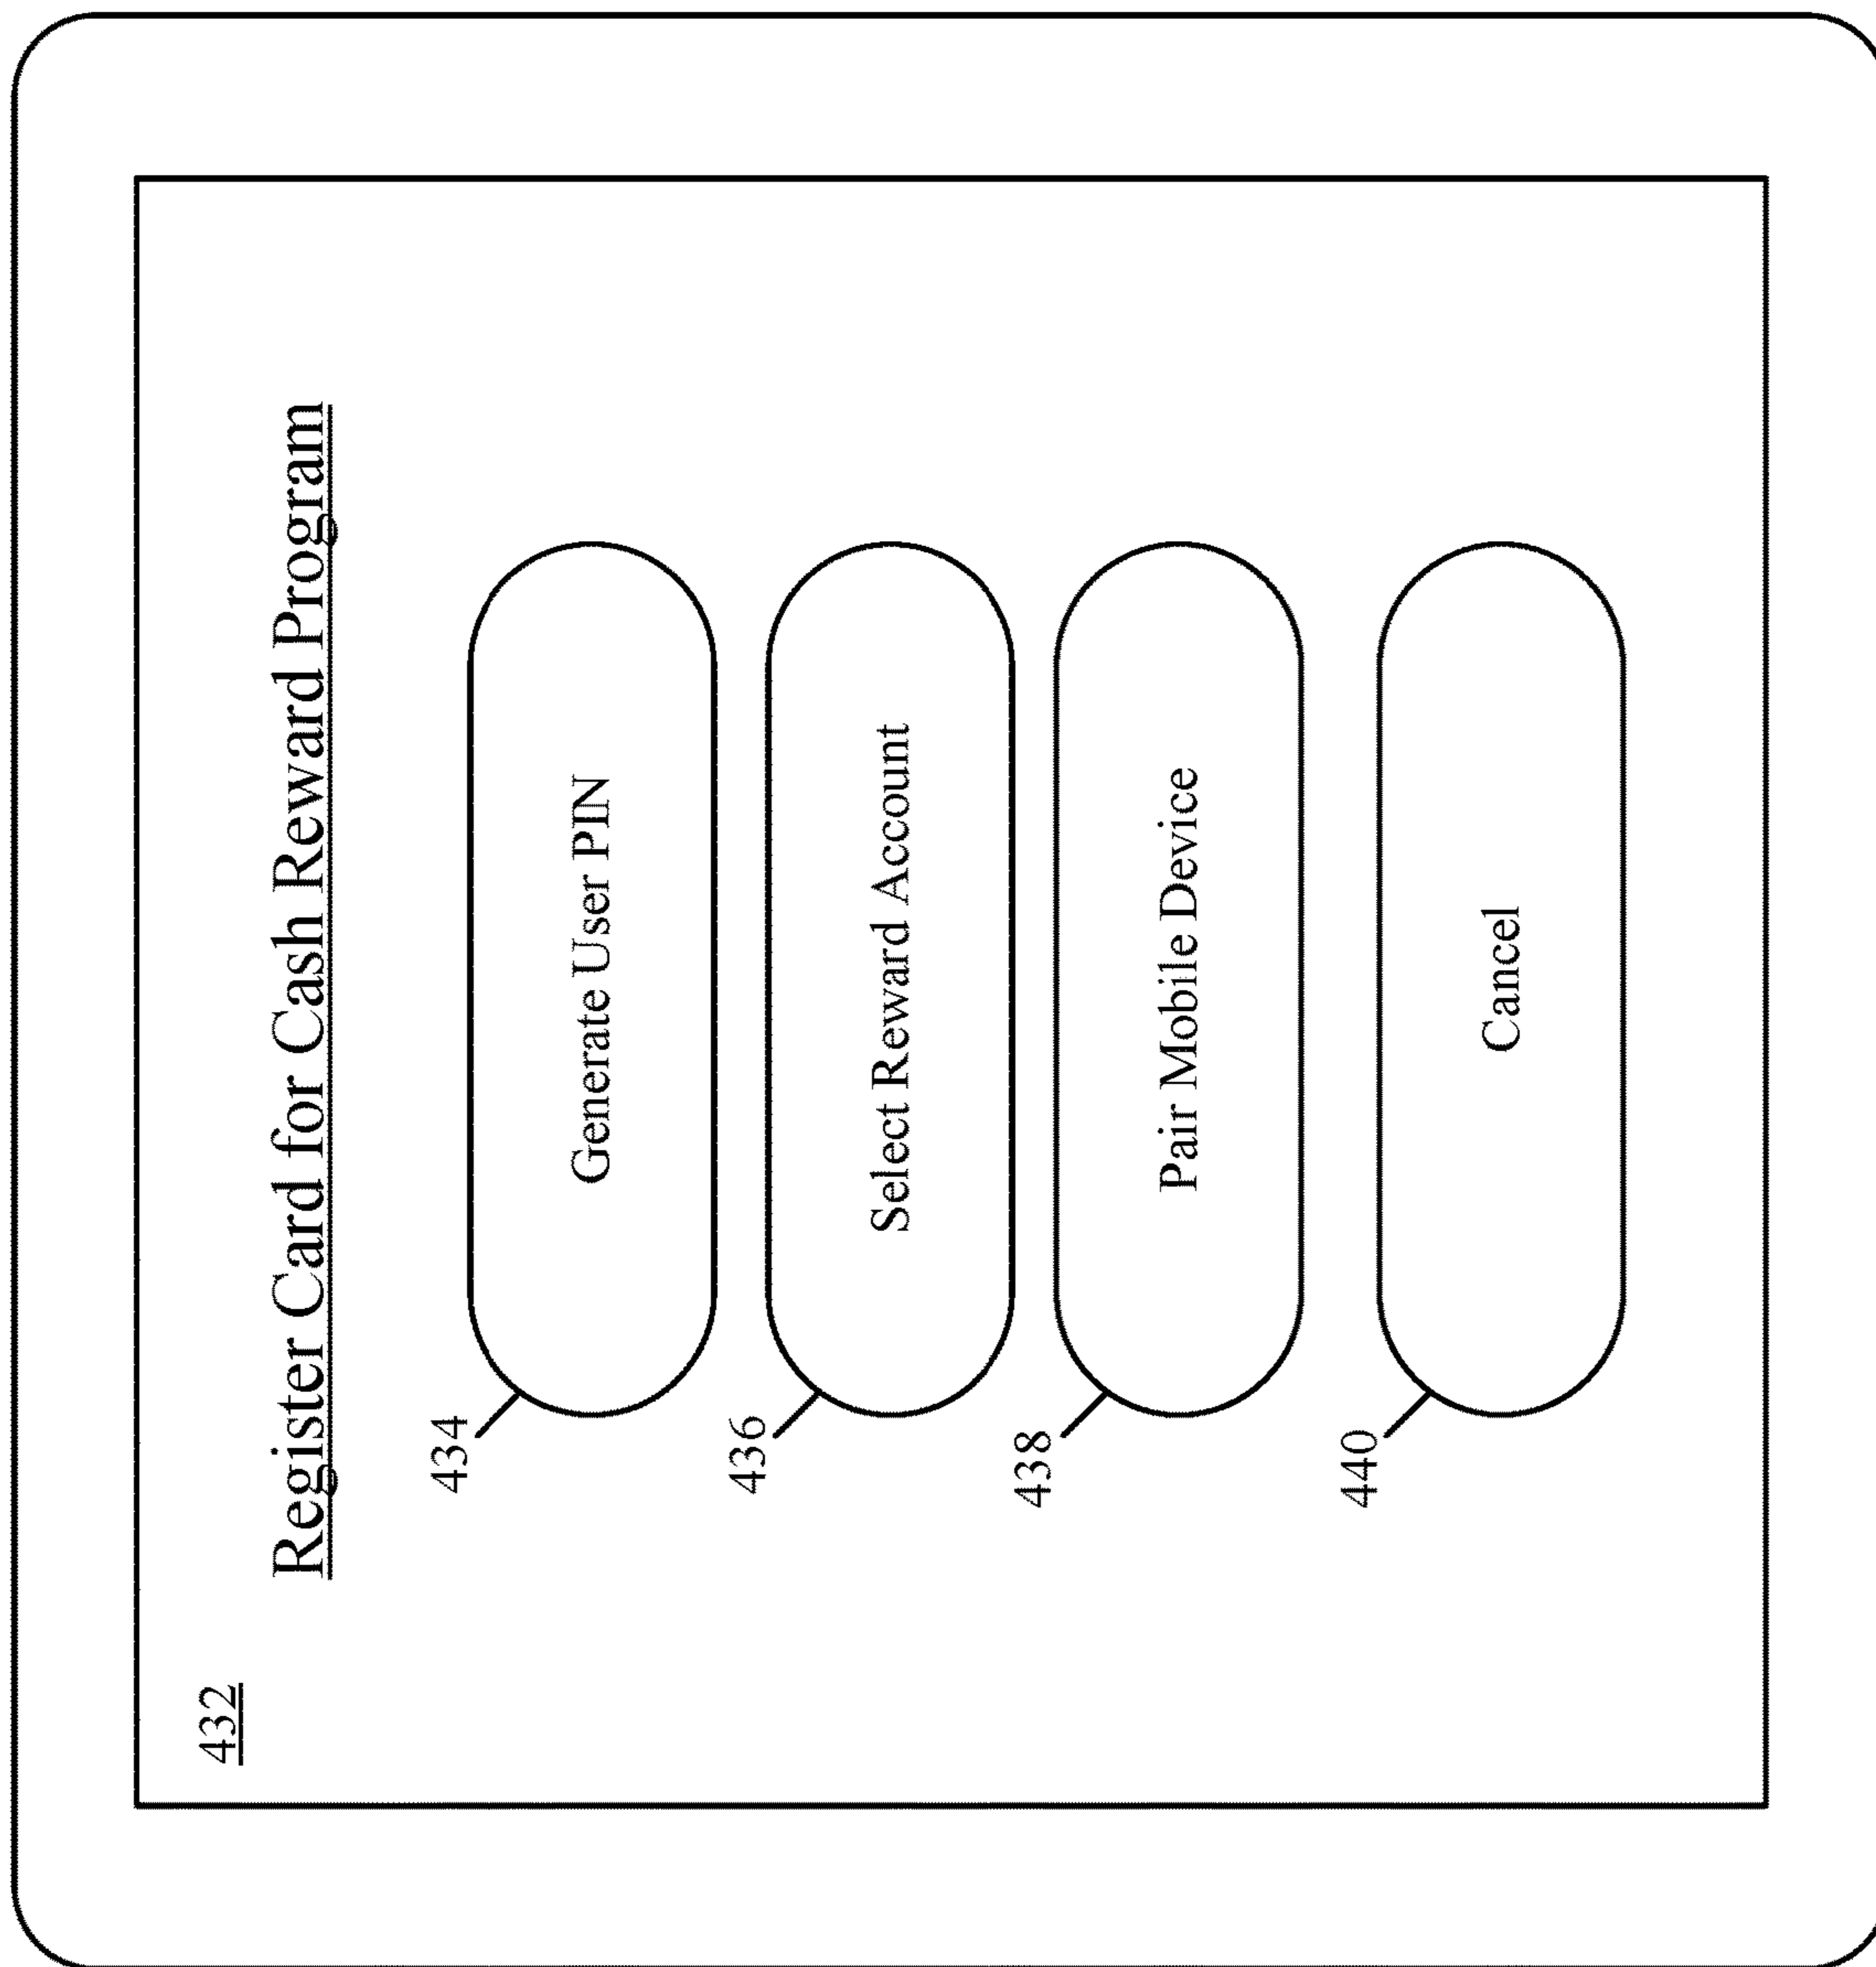 432
Register Card for Cash Reward Program
434
Generate User PIN
436
Select Reward Account
438
Pair Mobile Device
440
Cancel